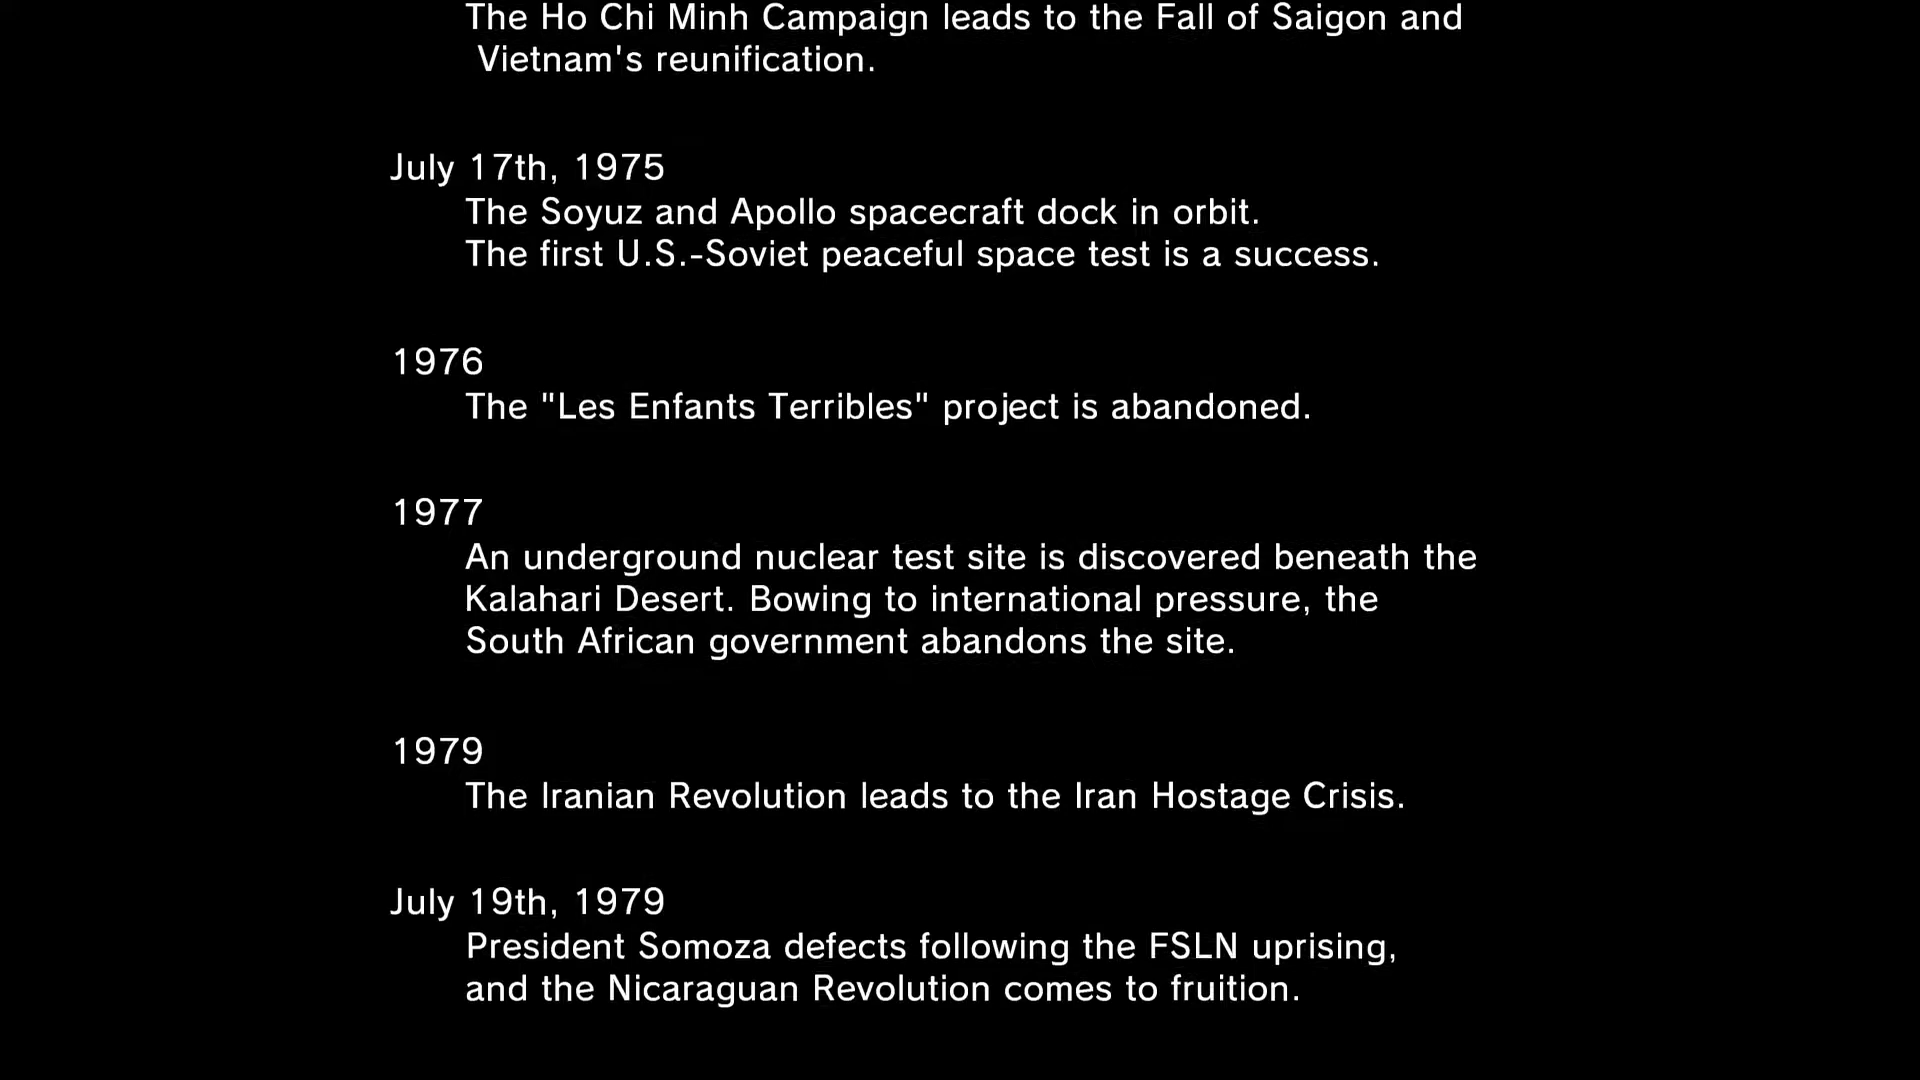 The Ho Chi Minh Campaign leads to the Fall of Saigon and
Vietnam's reunification.
July 17th, 1975
The Soyuz and Apollo spacecraft dock in orbit.
The first U.S.-Soviet peaceful space test is a success.
1976
The "Les Enfants Terribles" project is abandoned.
1977
An underground nuclear test site is discovered beneath the
Kalahari Desert. Bowing to international pressure, the
South African government abandons the site.
1979
The Iranian Revolution leads to the Iran Hostage Crisis.
July 19th, 1979
President Somoza defects following the FSLN uprising,
and the Nicaraguan Revolution comes to fruition.